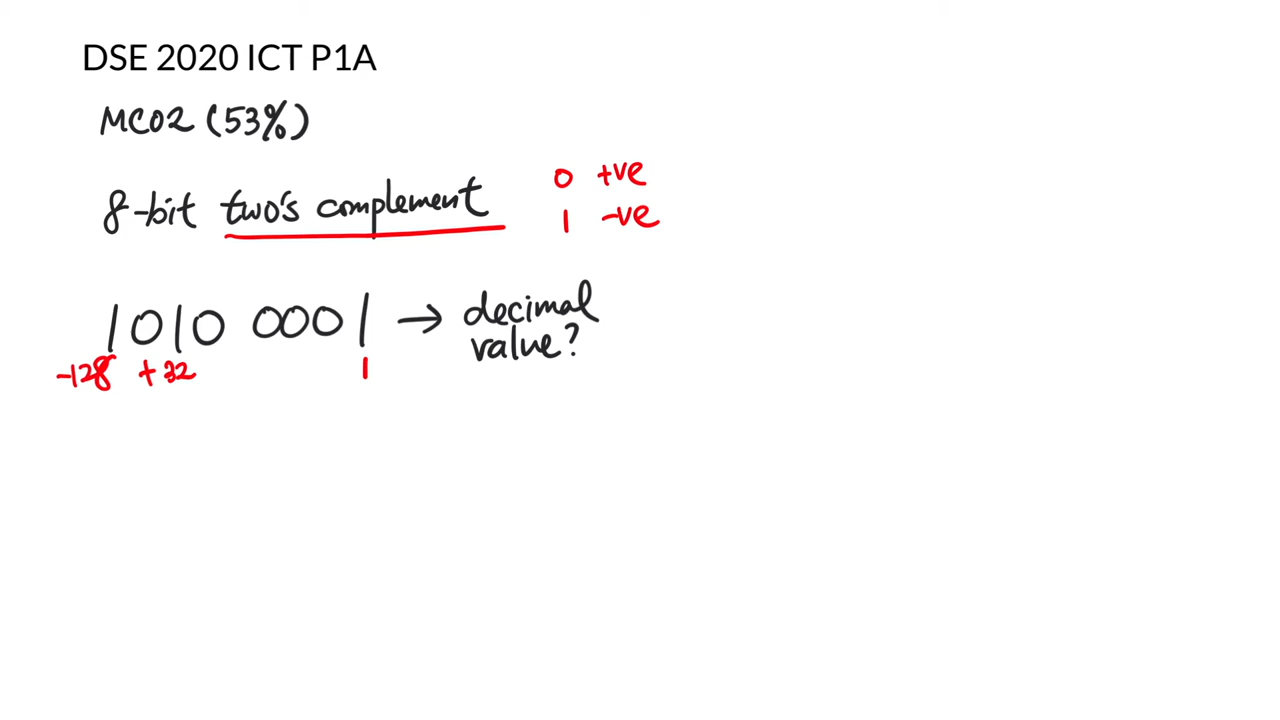 DSE 2020 ICT P1A
MC02 (53%)
8-bit two's complement
0 +ve
1 -ve
1010 0001 → decimal value?
-128 +32 1